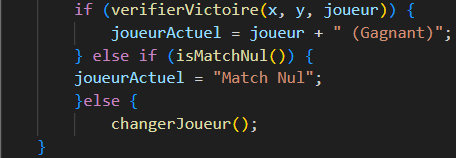 if (verifierVictoire(x, y, joueur)) {
joueurActuel = joueur + " (Gagnant)";
} else if (isMatchNul()) {
joueurActuel = "Match Nul";
}else {
changerJoueur();
}